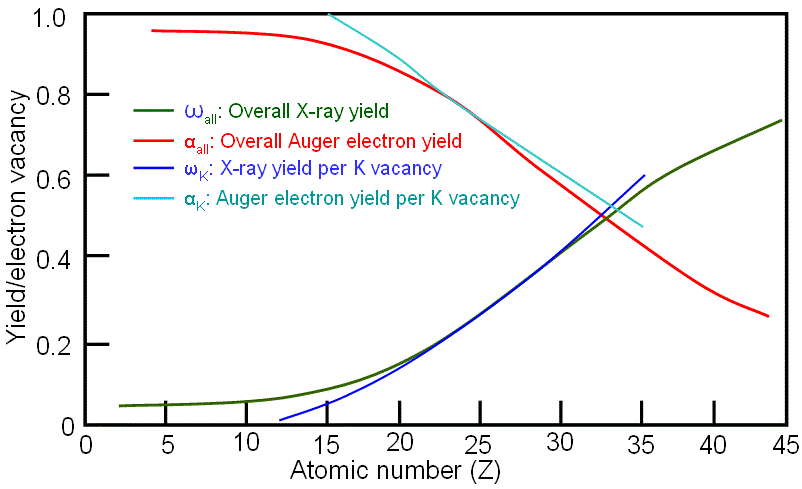 1.0
0.8
0.6
0.4
0.2
0
Yield/electron vacancy
ωall: Overall X-ray yield
αall: Overall Auger electron yield
ωK: X-ray yield per K vacancy
αK: Auger electron yield per K vacancy
0 5 10 15 20 25 30 35 40 45
Atomic number (Z)